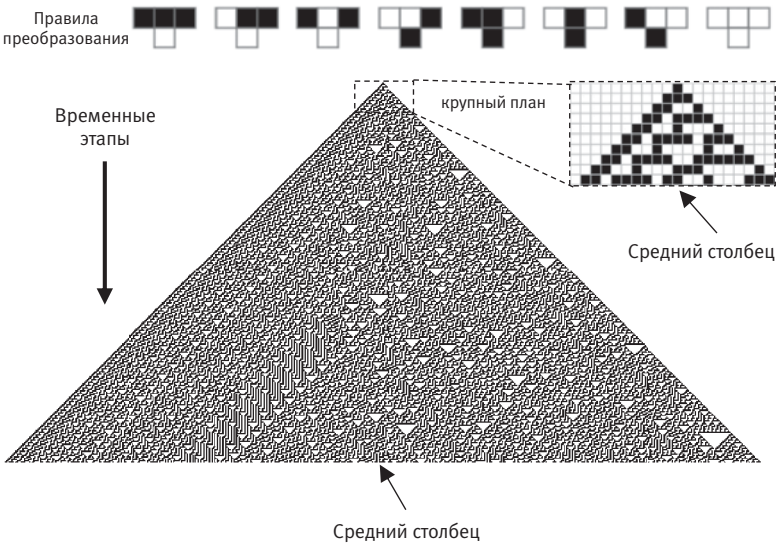 Правила
преобразования
Временные
этапы
крупный план
Средний столбец
Средний столбец